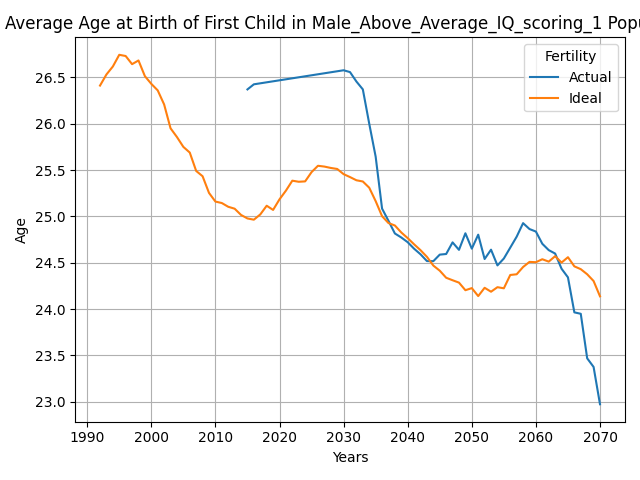 Average Age at Birth of First Child in Male_Above_Average_IQ_scoring_1 Popu
Fertility
Actual
Ideal
26.5
26.0
25.5
25.0
24.5
24.0
23.5
23.0
Age
1990 2000 2010 2020 2030 2040 2050 2060 2070
Years